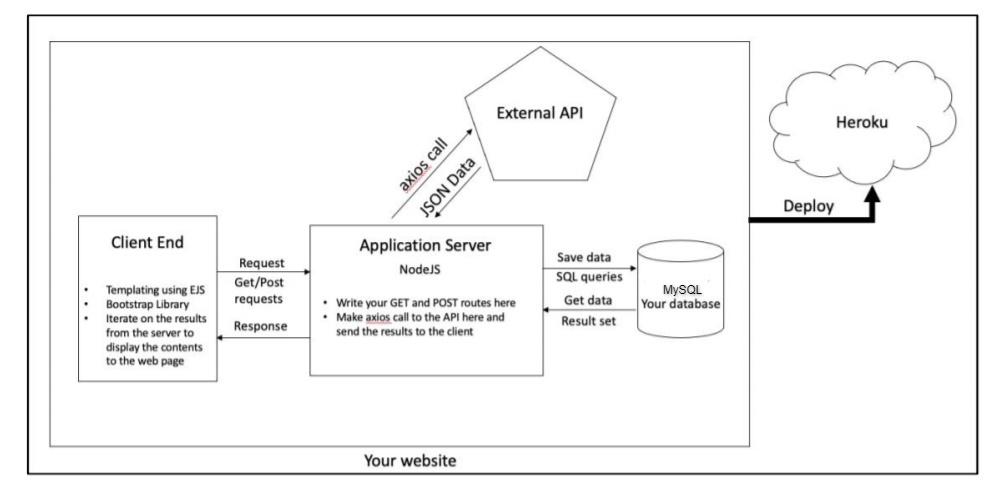 External API
Heroku
axios call
JSON Data
Deploy
Client End
• Templating using EJS
• Bootstrap Library
• Iterate on the results
from the server to
display the contents
to the web page
Request
Get/Post
requests
Response
Application Server
NodeJS
• Write your GET and POST routes here
• Make axios call to the API here and
send the results to the client
Save data
SQL queries
Get data
Result set
MySQL
Your database
Your website